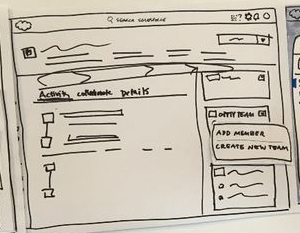 SEARCH SALESFORCE
Activity collaborate Details
OPPTY TEAM
ADD MEMBER
CREATE NEW TEAM